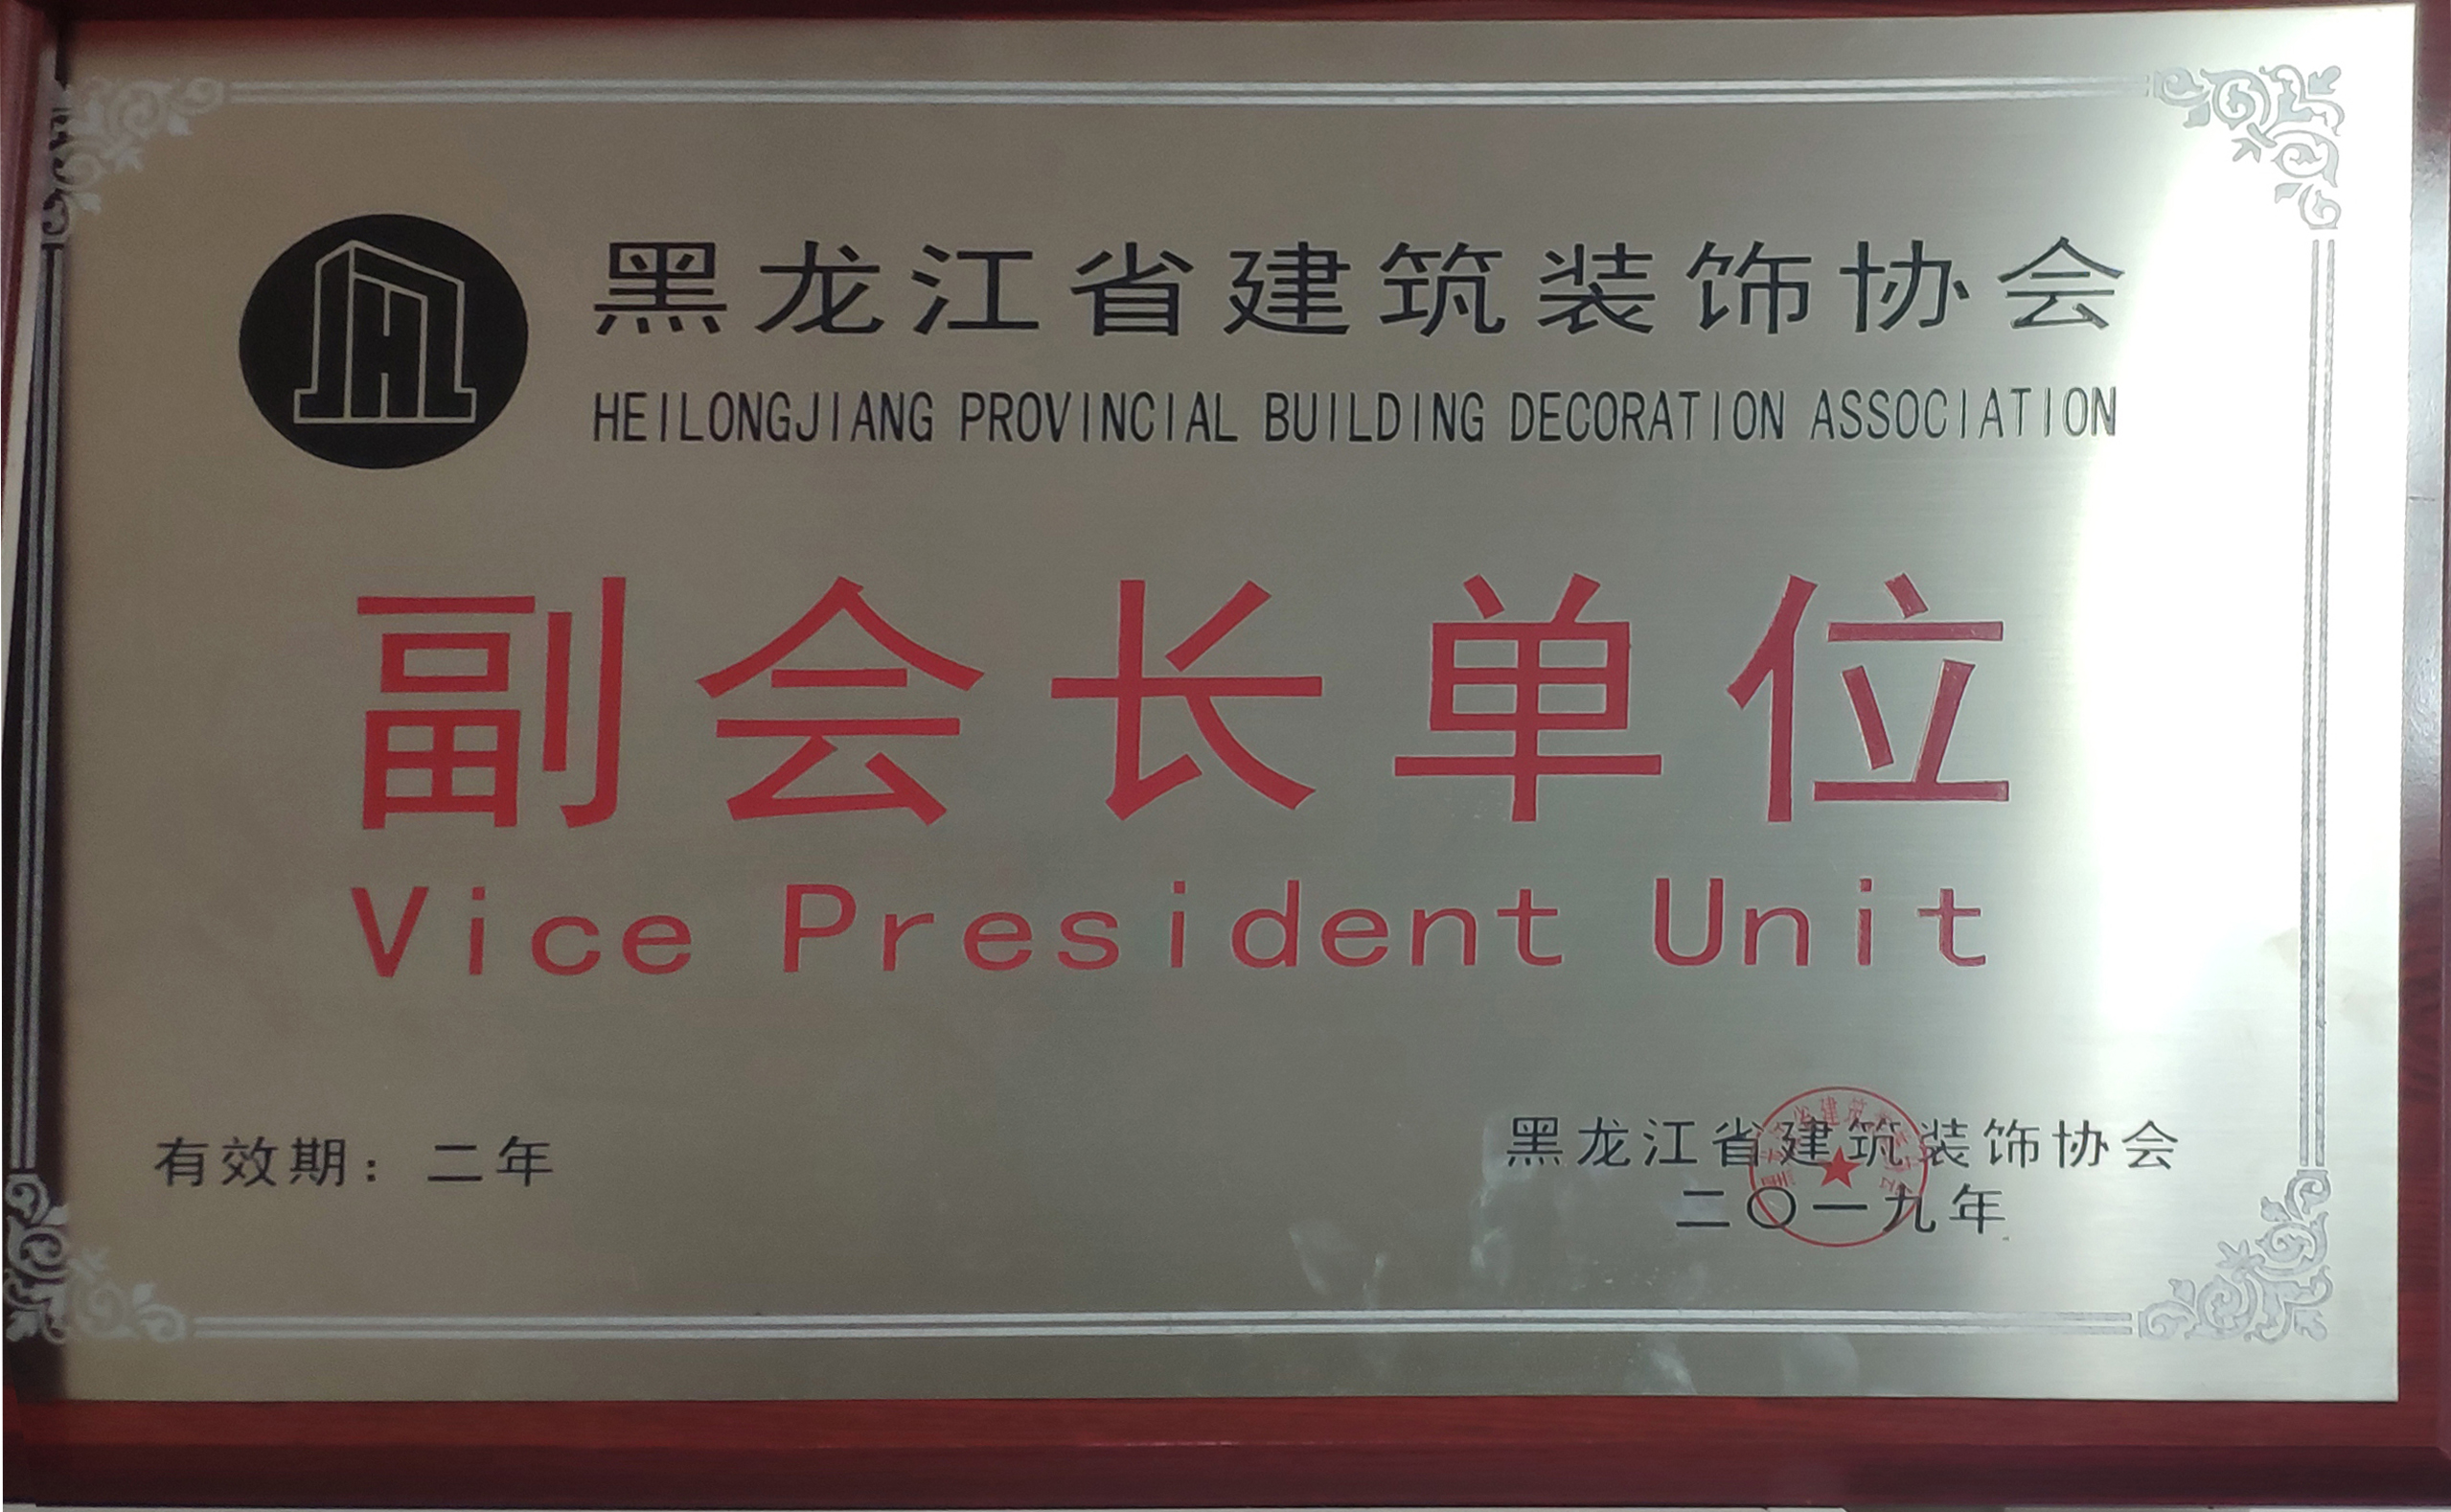 黑龙江省建筑装饰协会
HEILONGJIANG PROVINCIAL BUILDING DECORATION ASSOCIATION
副会长单位
Vice President Unit
有效期：二年
黑龙江省建筑装饰协会
二〇一九年